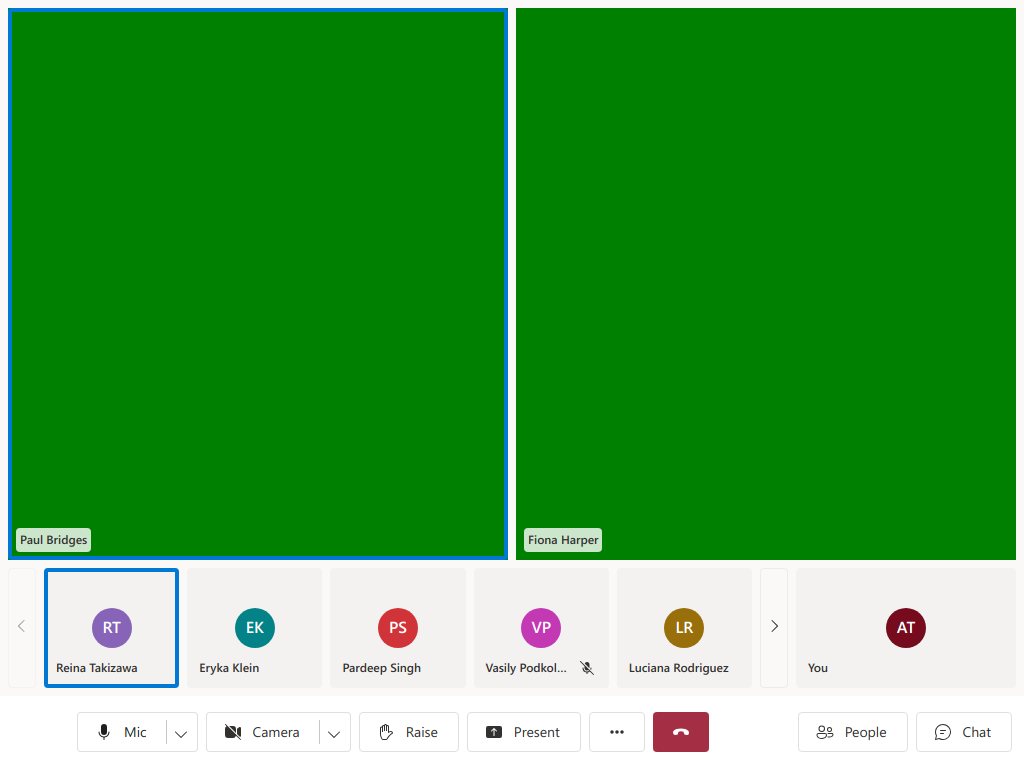 Paul Bridges
Fiona Harper
RT
EK
PS
VP
LR
AT
Reina Takizawa
Eryka Klein
Pardeep Singh
Vasily Podkol...
Luciana Rodriguez
You
Mic
Camera
Raise
Present
People
Chat